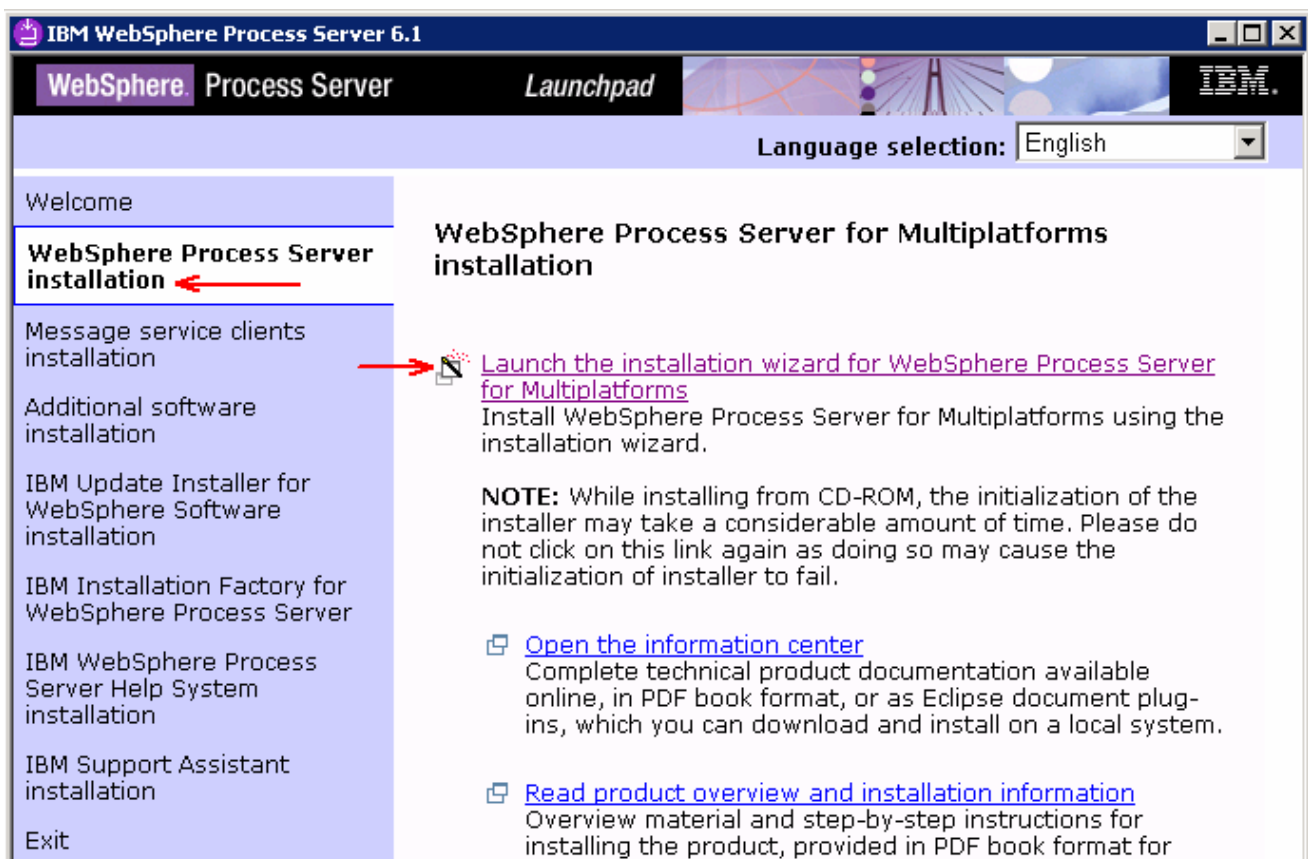 IBM WebSphere Process Server 6.1
WebSphere. Process Server
Launchpad
IBM.
Language selection: English
Welcome
WebSphere Process Server
installation
Message service clients
installation
Additional software
installation
IBM Update Installer for
WebSphere Software
installation
IBM Installation Factory for
WebSphere Process Server
IBM WebSphere Process
Server Help System
installation
IBM Support Assistant
installation
Exit
WebSphere Process Server for Multiplatforms
installation
Launch the installation wizard for WebSphere Process Server
for Multiplatforms
Install WebSphere Process Server for Multiplatforms using the
installation wizard.
NOTE: While installing from CD-ROM, the initialization of the
installer may take a considerable amount of time. Please do
not click on this link again as doing so may cause the
initialization of installer to fail.
Open the information center
Complete technical product documentation available
online, in PDF book format, or as Eclipse document plug-
ins, which you can download and install on a local system.
Read product overview and installation information
Overview material and step-by-step instructions for
installing the product, provided in PDF book format for